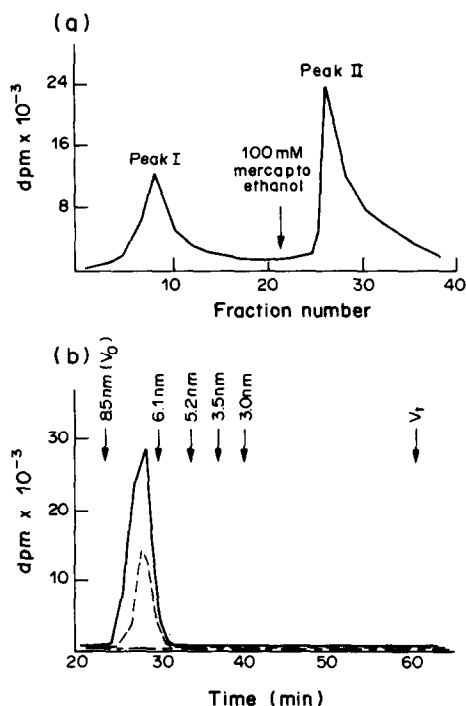 (a)
Peak II
24
16
8
dpm x 10⁻³
Peak I
100 mM
mercapto
ethanol
10
20
30
40
Fraction number
(b)
8.5nm (V₀)
6.1nm
5.2nm
3.5nm
3.0nm
Vₜ
30
20
10
dpm x 10⁻³
20
30
40
50
60
Time (min)